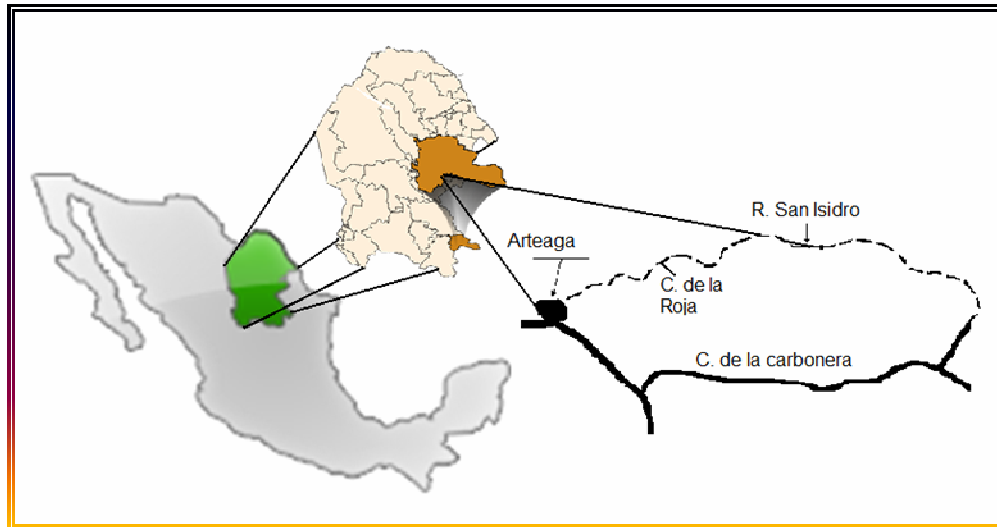 R. San Isidro
Arteaga
C. de la
Roja
C. de la carbonera